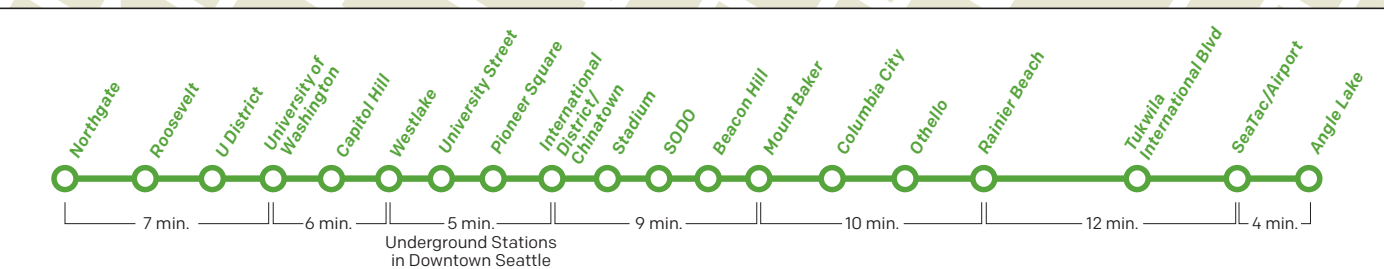 Northgate
Roosevelt
U District
University of
Washington
Capitol Hill
Westlake
University Street
Pioneer Square
International
District/
Chinatown
Stadium
SODO
Beacon Hill
Mount Baker
Columbia City
Othello
Rainier Beach
Tukwila
International Blvd
SeaTac/Airport
Angle Lake
7 min.
6 min.
5 min.
9 min.
10 min.
12 min.
4 min.
Underground Stations
in Downtown Seattle